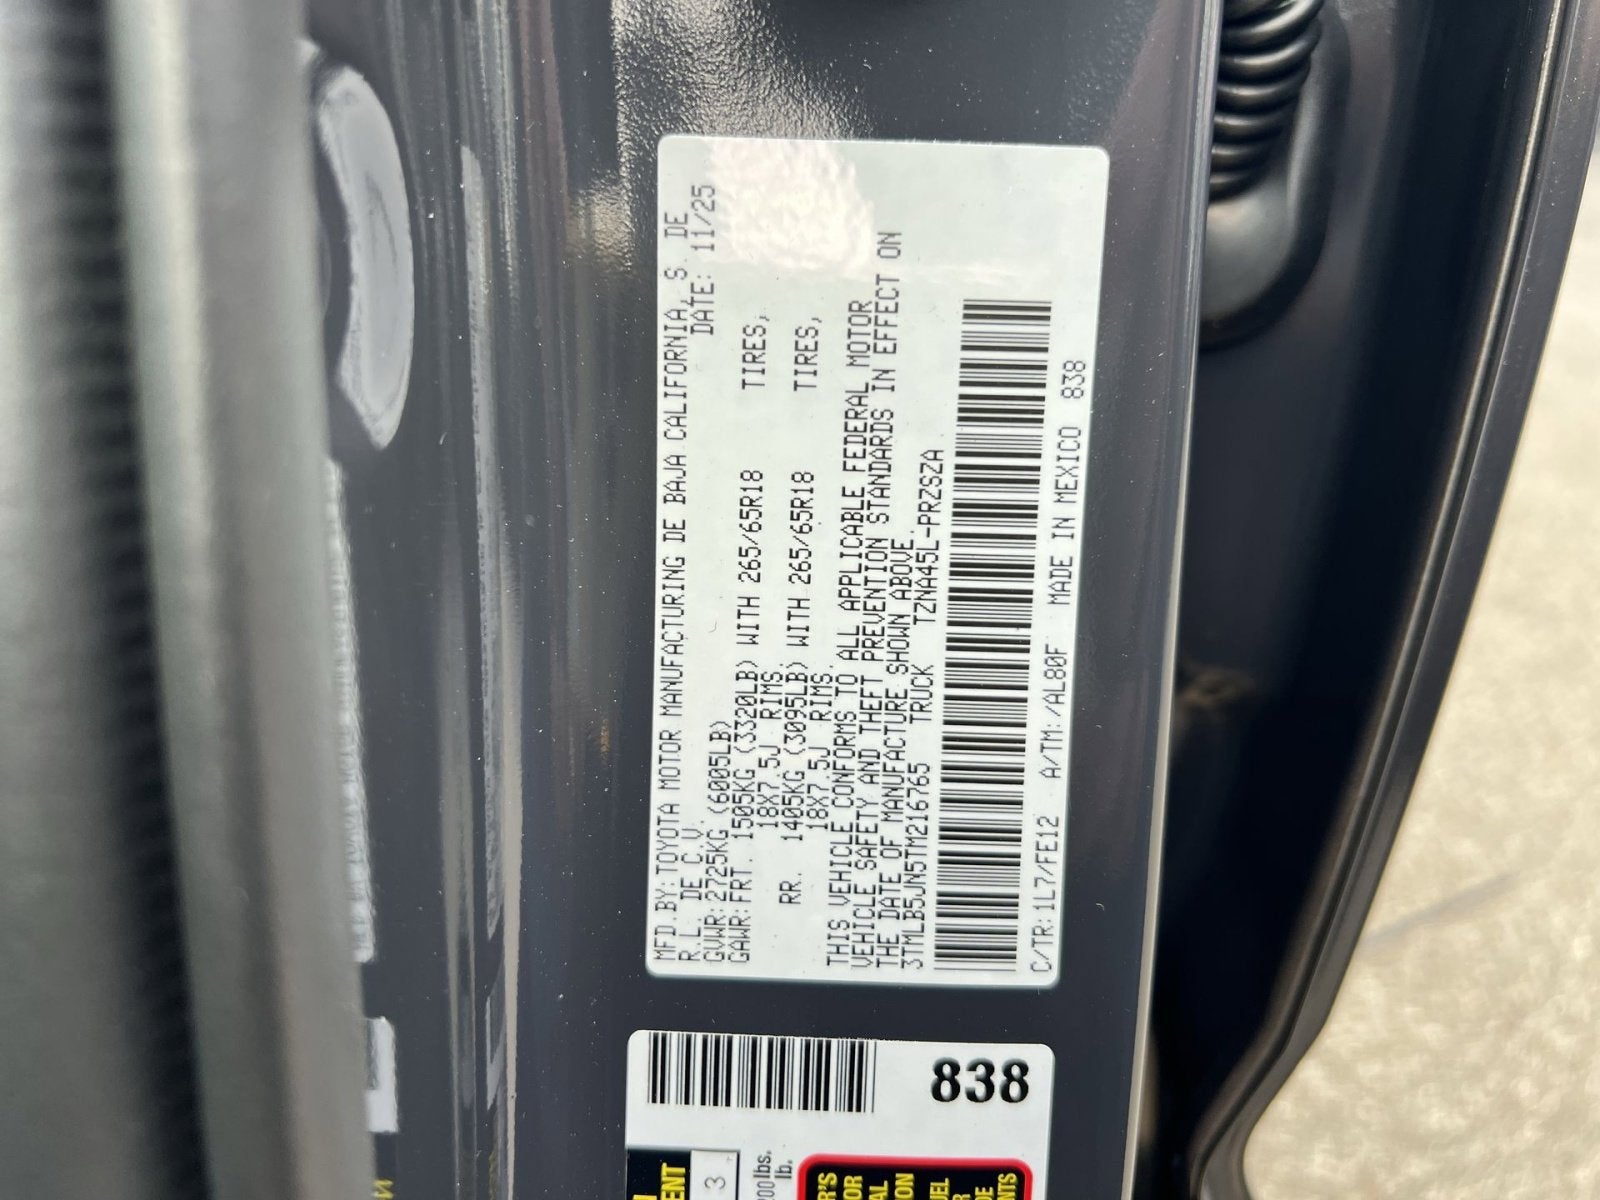 MFD.BY:TOYOTA MOTOR MANUFACTURING DE BAJA CALIFORNIA,S DE
R.L. DE C.V. DATE: 11/25
GVWR:2725KG (6005LB)
GAWR:FRT. 1505KG (3320LB) WITH 265/65R18 TIRES,
18X7.5J RIMS.
RR. 1405KG (3095LB) WITH 265/65R18 TIRES,
18X7.5J RIMS.
THIS VEHICLE CONFORMS TO ALL APPLICABLE FEDERAL MOTOR
VEHICLE SAFETY AND THEFT PREVENTION STANDARDS IN EFFECT ON
THE DATE OF MANUFACTURE SHOWN ABOVE.
3TMLB5JN5TM216765 TRUCK TZNA45L-PRZSZA
C/TR:1L7/FE12 A/TM:/AL80F MADE IN MEXICO 838
838
3
lbs.
lb.